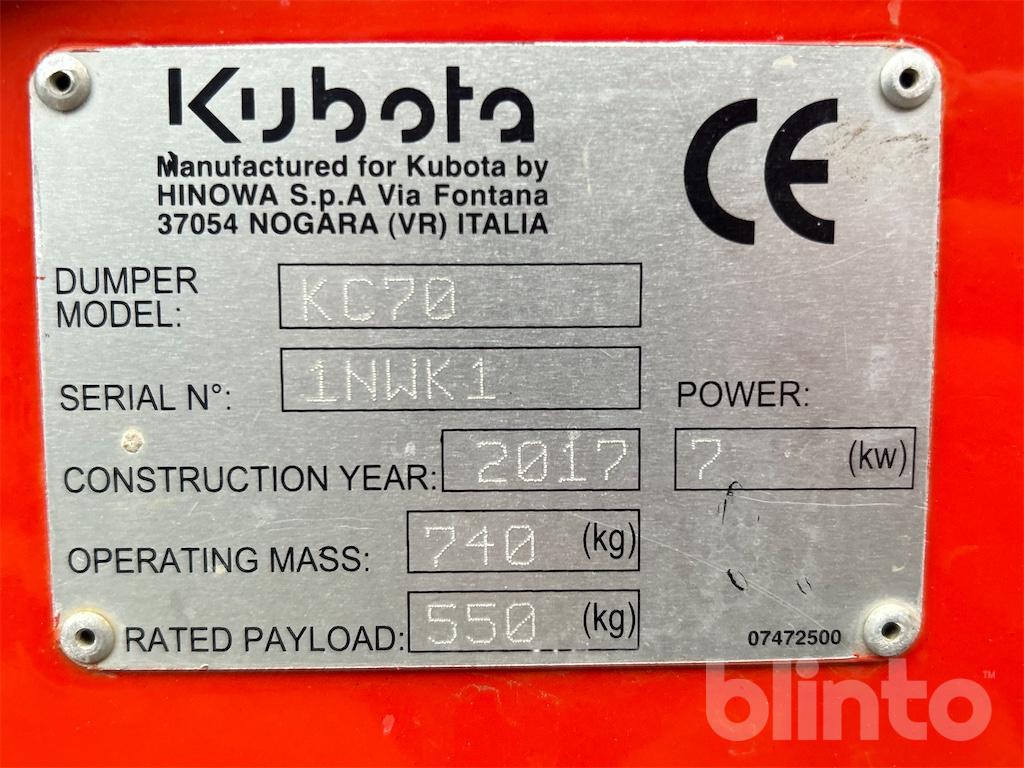 Kubota
Manufactured for Kubota by
HINOWA S.p.A Via Fontana
37054 NOGARA (VR) ITALIA
CE
DUMPER
MODEL: KC70
SERIAL N°: 1NWK1
POWER:
7 (kw)
CONSTRUCTION YEAR: 2017
OPERATING MASS: 740 (kg)
RATED PAYLOAD: 550 (kg)
07472500
blinto™